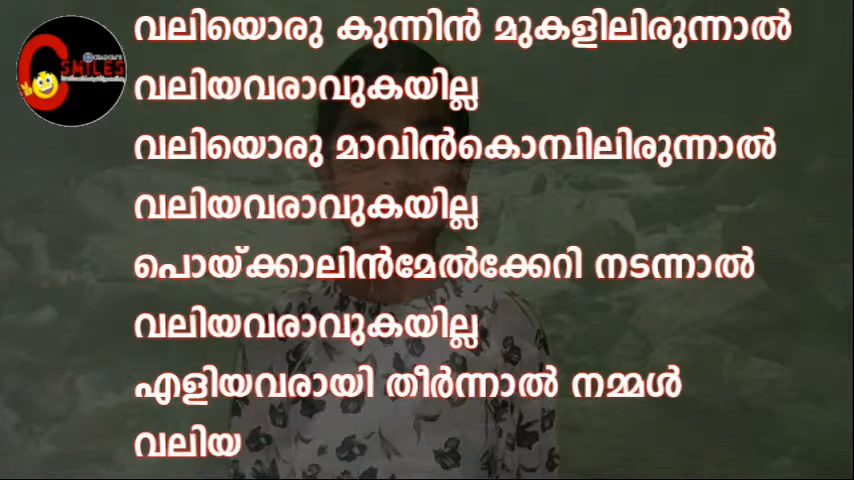 SMILES
വലിയൊരു കുന്നിൻ മുകളിലിരുന്നാൽ
വലിയവരാവുകയില്ല
വലിയൊരു മാവിൻകൊമ്പിലിരുന്നാൽ
വലിയവരാവുകയില്ല
പൊയ്ക്കാലിൻമേൽക്കേറി നടന്നാൽ
വലിയവരാവുകയില്ല
എളിയവരായി തീർന്നാൽ നമ്മൾ
വലിയ